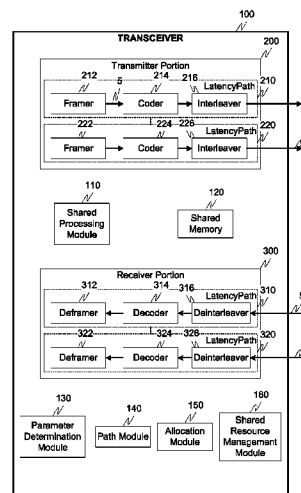 100
TRANSCEIVER
200
Transmitter Portion
212 5 214 216 LatencyPath 210
Framer Coder Interleaver
222 224 226 LatencyPath 220
Framer Coder Interleaver
110
120
Shared Processing Module
Shared Memory
300
Receiver Portion
312 314 316 LatencyPath 310
Deframer Decoder Deinterleaver
322 324 326 LatencyPath 320
Deframer Decoder Deinterleaver
130 140 150 160
Parameter Determination Module
Path Module
Allocation Module
Shared Resource Management Module